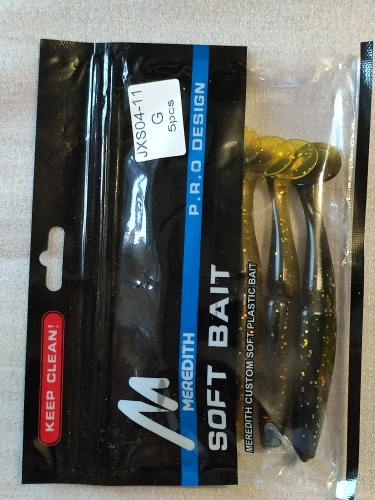 JXS04-11
G
5pcs
P.R.O DESIGN
KEEP CLEAN!
M
MEREDITH
SOFT BAIT
MEREDITH CUSTOM SOFT PLASTIC BAIT